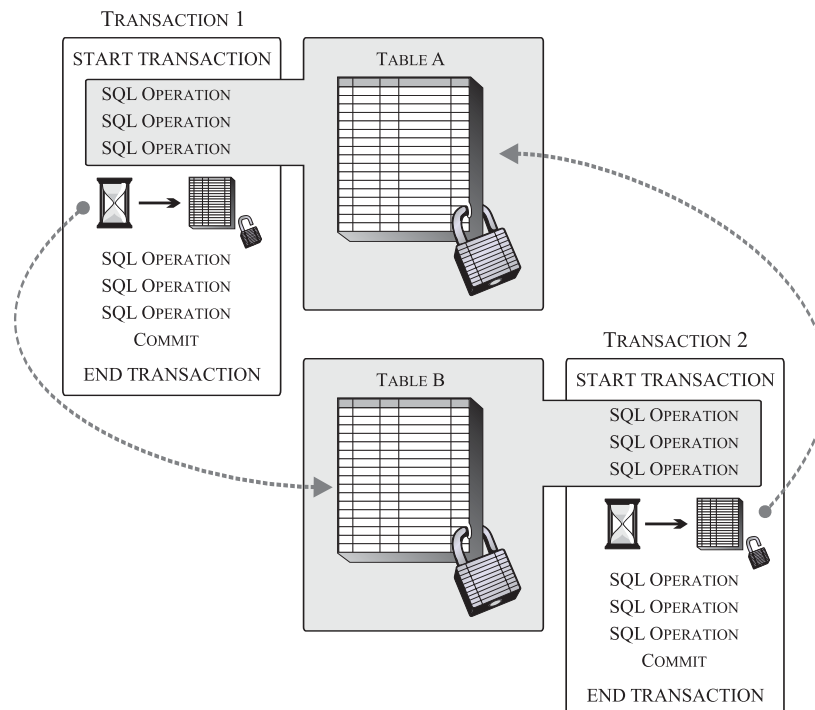 TRANSACTION 1
START TRANSACTION
SQL OPERATION
SQL OPERATION
SQL OPERATION
SQL OPERATION
SQL OPERATION
SQL OPERATION
COMMIT
END TRANSACTION
TABLE A
TABLE B
TRANSACTION 2
START TRANSACTION
SQL OPERATION
SQL OPERATION
SQL OPERATION
SQL OPERATION
SQL OPERATION
SQL OPERATION
COMMIT
END TRANSACTION